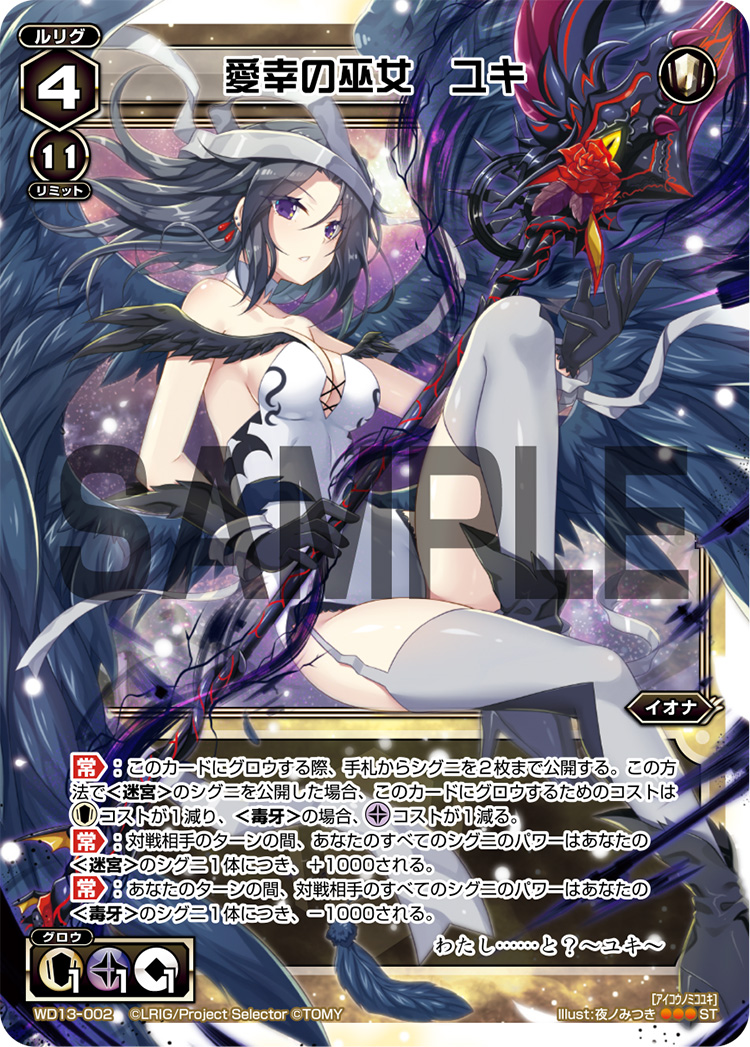 ルリグ
4
11
リミット
愛幸の巫女 ユキ
SAMPLE
イオナ
常：このカードにグロウする際、手札からシグニを2枚まで公開する。この方
法で＜迷宮＞のシグニを公開した場合、このカードにグロウするためのコストは
コストが1減り、＜毒牙＞の場合、コストが1減る。
常：対戦相手のターンの間、あなたのすべてのシグニのパワーはあなたの
＜迷宮＞のシグニ1体につき、＋1000される。
常：あなたのターンの間、対戦相手のすべてのシグニのパワーはあなたの
＜毒牙＞のシグニ1体につき、－1000される。
わたし……と？～ユキ～
グロウ
1 1 1
[アイコウノミコユキ]
WD13-002 ©LRIG/Project Selector ©TOMY Illust:夜ノみつき ST